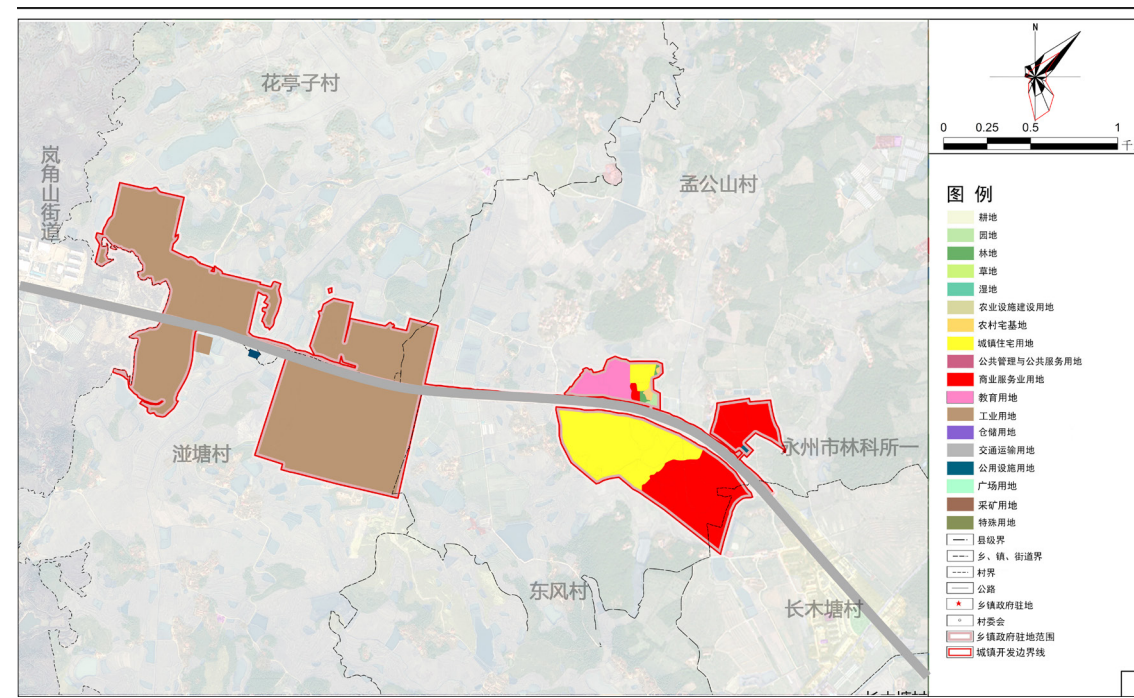 花亭子村
岚角山街道
孟公山村
湴塘村
永州市林科所一
东风村
长木塘村
N
0 0.25 0.5 1
千
图 例
耕地
园地
林地
草地
湿地
农业设施建设用地
农村宅基地
城镇住宅用地
公共管理与公共服务用地
商业服务业用地
教育用地
工业用地
仓储用地
交通运输用地
公用设施用地
广场用地
采矿用地
特殊用地
县级界
乡、镇、街道界
村界
公路
乡镇政府驻地
村委会
乡镇政府驻地范围
城镇开发边界线